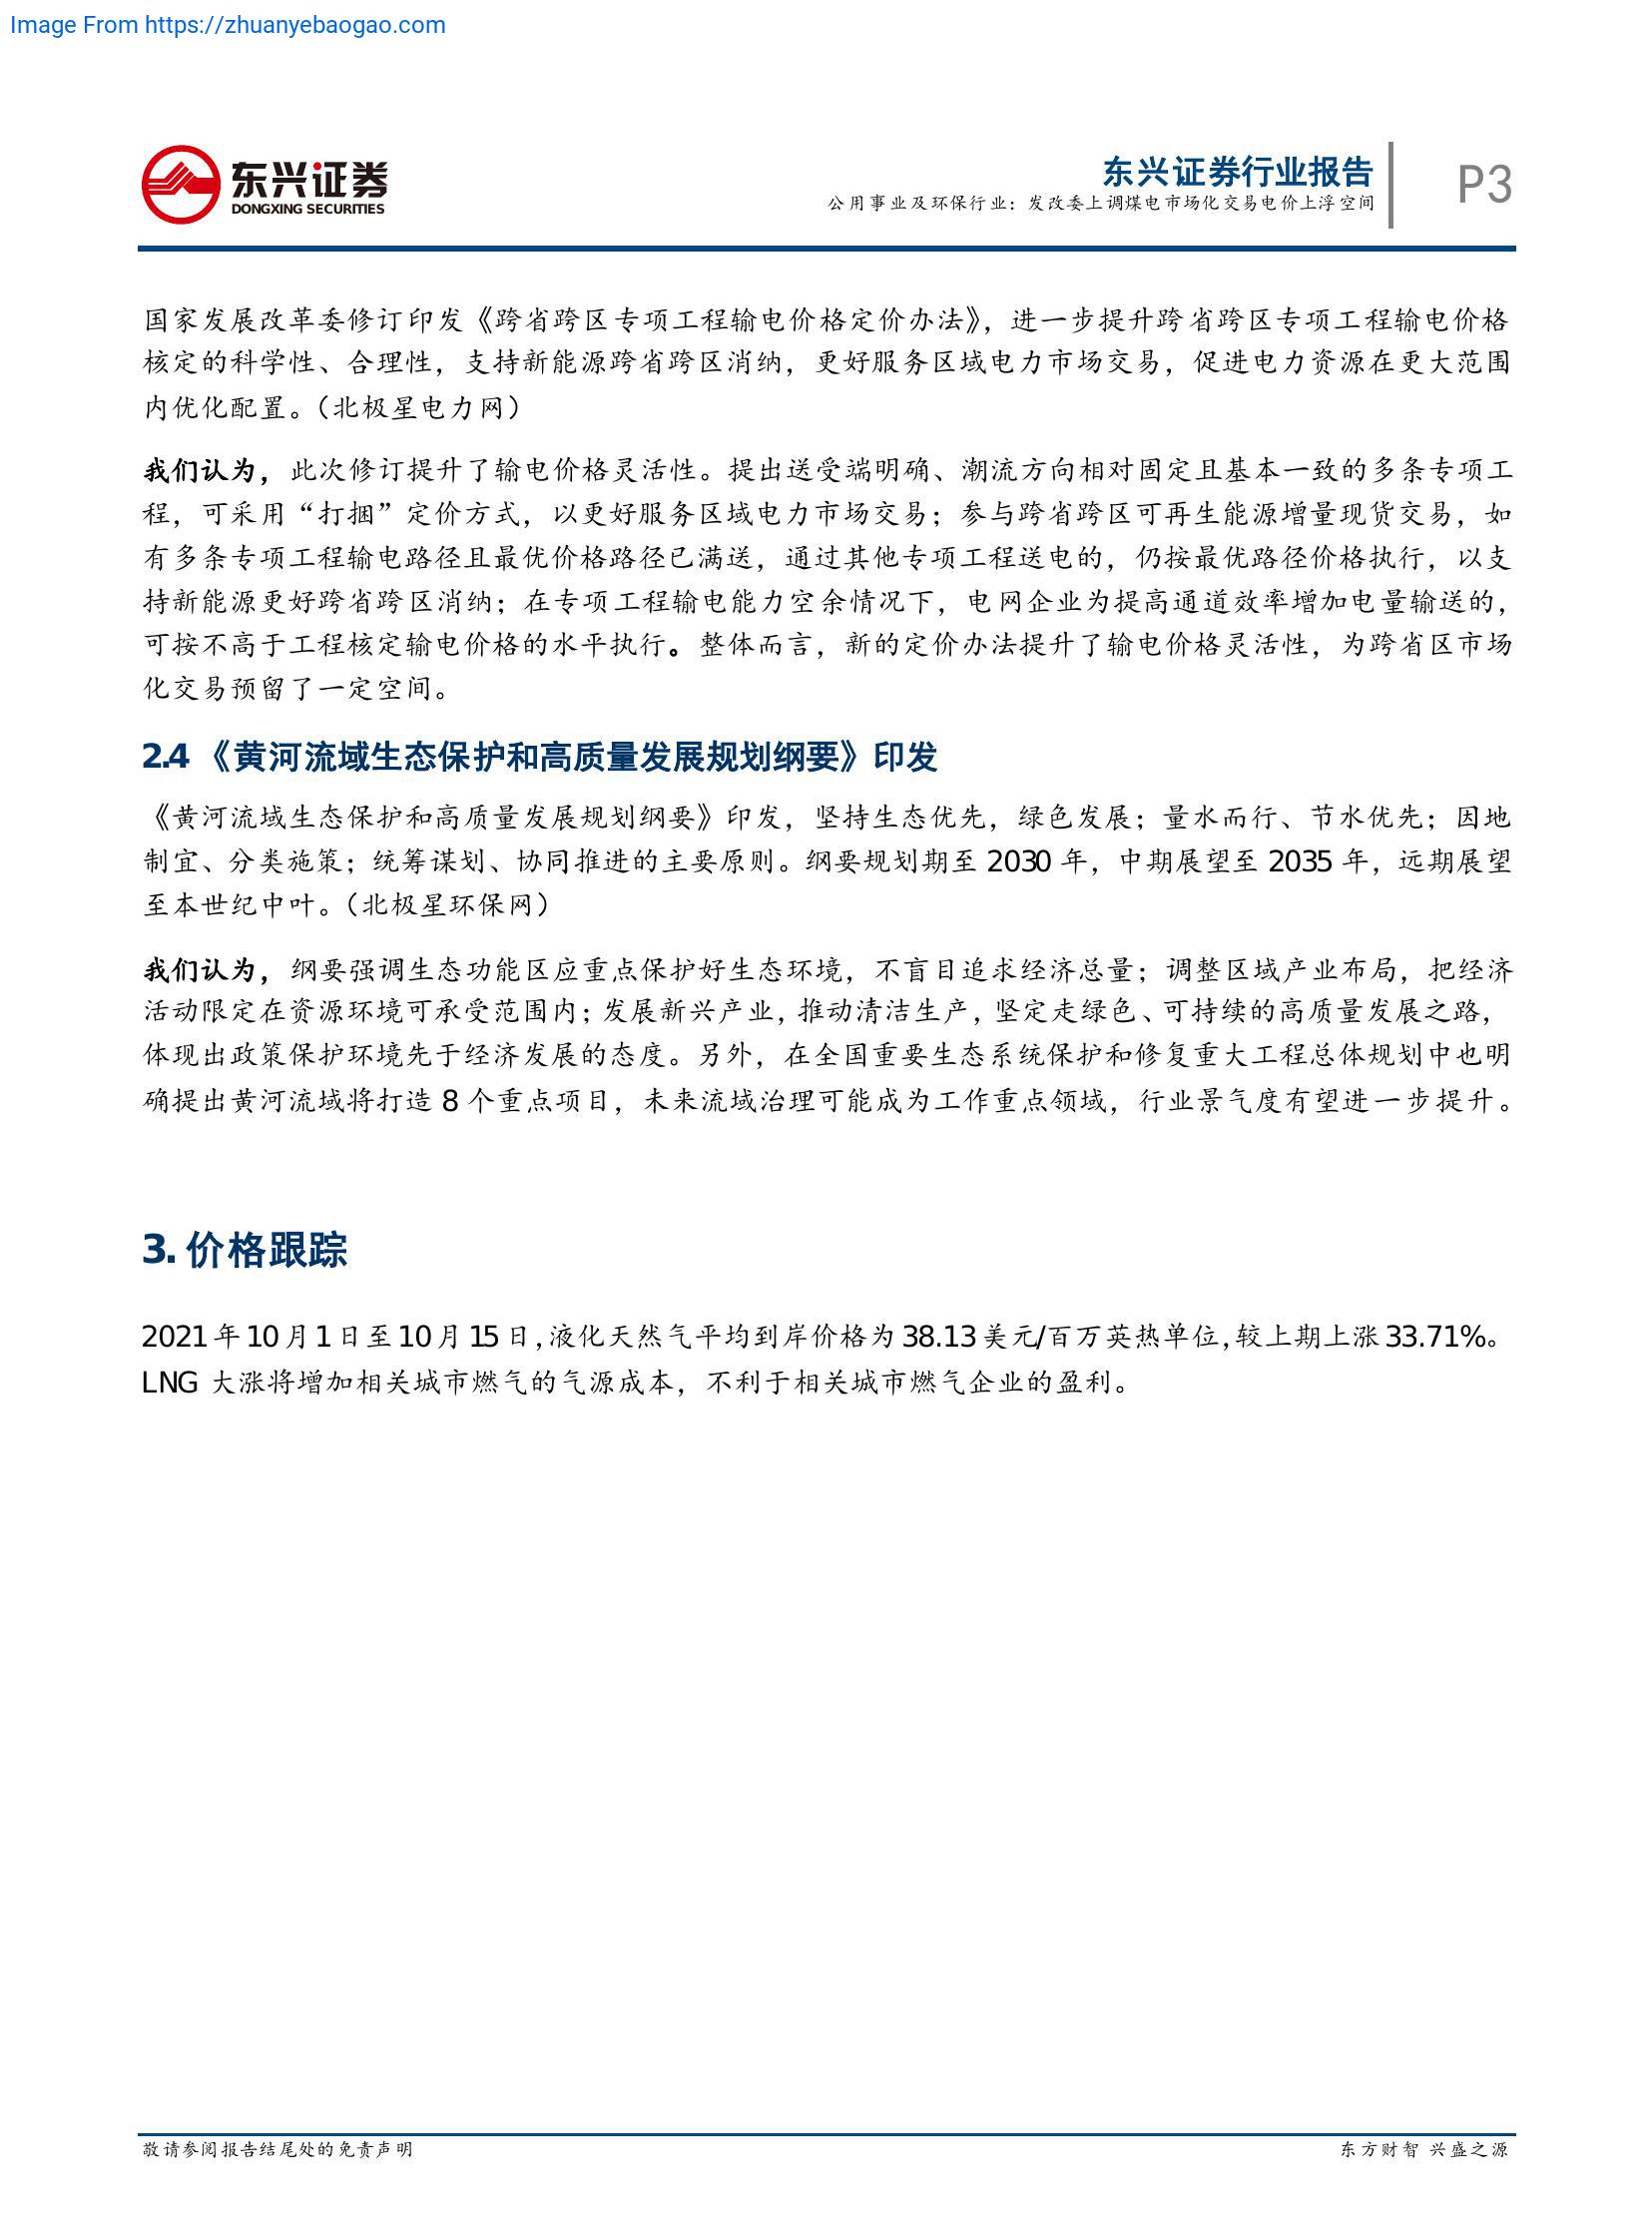 Image From https://zhuanyebaogao.com
东兴证券
DONGXING SECURITIES
东兴证券行业报告
公用事业及环保行业：发改委上调煤电市场化交易电价上浮空间
P3
国家发展改革委修订印发《跨省跨区专项工程输电价格定价办法》，进一步提升跨省跨区专项工程输电价格
核定的科学性、合理性，支持新能源跨省跨区消纳，更好服务区域电力市场交易，促进电力资源在更大范围
内优化配置。（北极星电力网）
我们认为，此次修订提升了输电价格灵活性。提出送受端明确、潮流方向相对固定且基本一致的多条专项工
程，可采用“打捆”定价方式，以更好服务区域电力市场交易；参与跨省跨区可再生能源增量现货交易，如
有多条专项工程输电路径且最优价格路径已满送，通过其他专项工程送电的，仍按最优路径价格执行，以支
持新能源更好跨省跨区消纳；在专项工程输电能力空余情况下，电网企业为提高通道效率增加电量输送的，
可按不高于工程核定输电价格的水平执行。整体而言，新的定价办法提升了输电价格灵活性，为跨省区市场
化交易预留了一定空间。
2.4 《黄河流域生态保护和高质量发展规划纲要》印发
《黄河流域生态保护和高质量发展规划纲要》印发，坚持生态优先，绿色发展；量水而行、节水优先；因地
制宜、分类施策；统筹谋划、协同推进的主要原则。纲要规划期至 2030 年，中期展望至 2035 年，远期展望
至本世纪中叶。（北极星环保网）
我们认为，纲要强调生态功能区应重点保护好生态环境，不盲目追求经济总量；调整区域产业布局，把经济
活动限定在资源环境可承受范围内；发展新兴产业，推动清洁生产，坚定走绿色、可持续的高质量发展之路，
体现出政策保护环境先于经济发展的态度。另外，在全国重要生态系统保护和修复重大工程总体规划中也明
确提出黄河流域将打造 8 个重点项目，未来流域治理可能成为工作重点领域，行业景气度有望进一步提升。
3. 价格跟踪
2021 年 10 月 1 日至 10 月 15 日，液化天然气平均到岸价格为 38.13 美元/百万英热单位，较上期上涨 33.71%。
LNG 大涨将增加相关城市燃气的气源成本，不利于相关城市燃气企业的盈利。
敬请参阅报告结尾处的免责声明
东方财智 兴盛之源